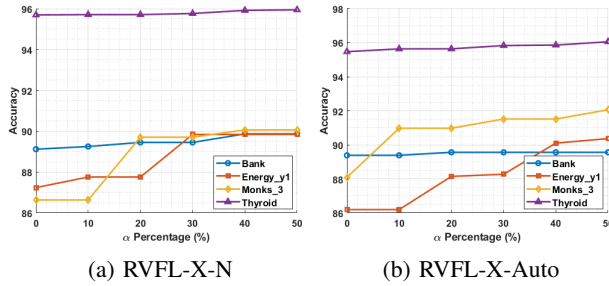 96
94
92
90
88
86
Accuracy
Bank
Energy_y1
Monks_3
Thyroid
0 10 20 30 40 50
α Percentage (%)
(a) RVFL-X-N
98
96
94
92
90
88
86
Accuracy
Bank
Energy_y1
Monks_3
Thyroid
0 10 20 30 40 50
α Percentage (%)
(b) RVFL-X-Auto